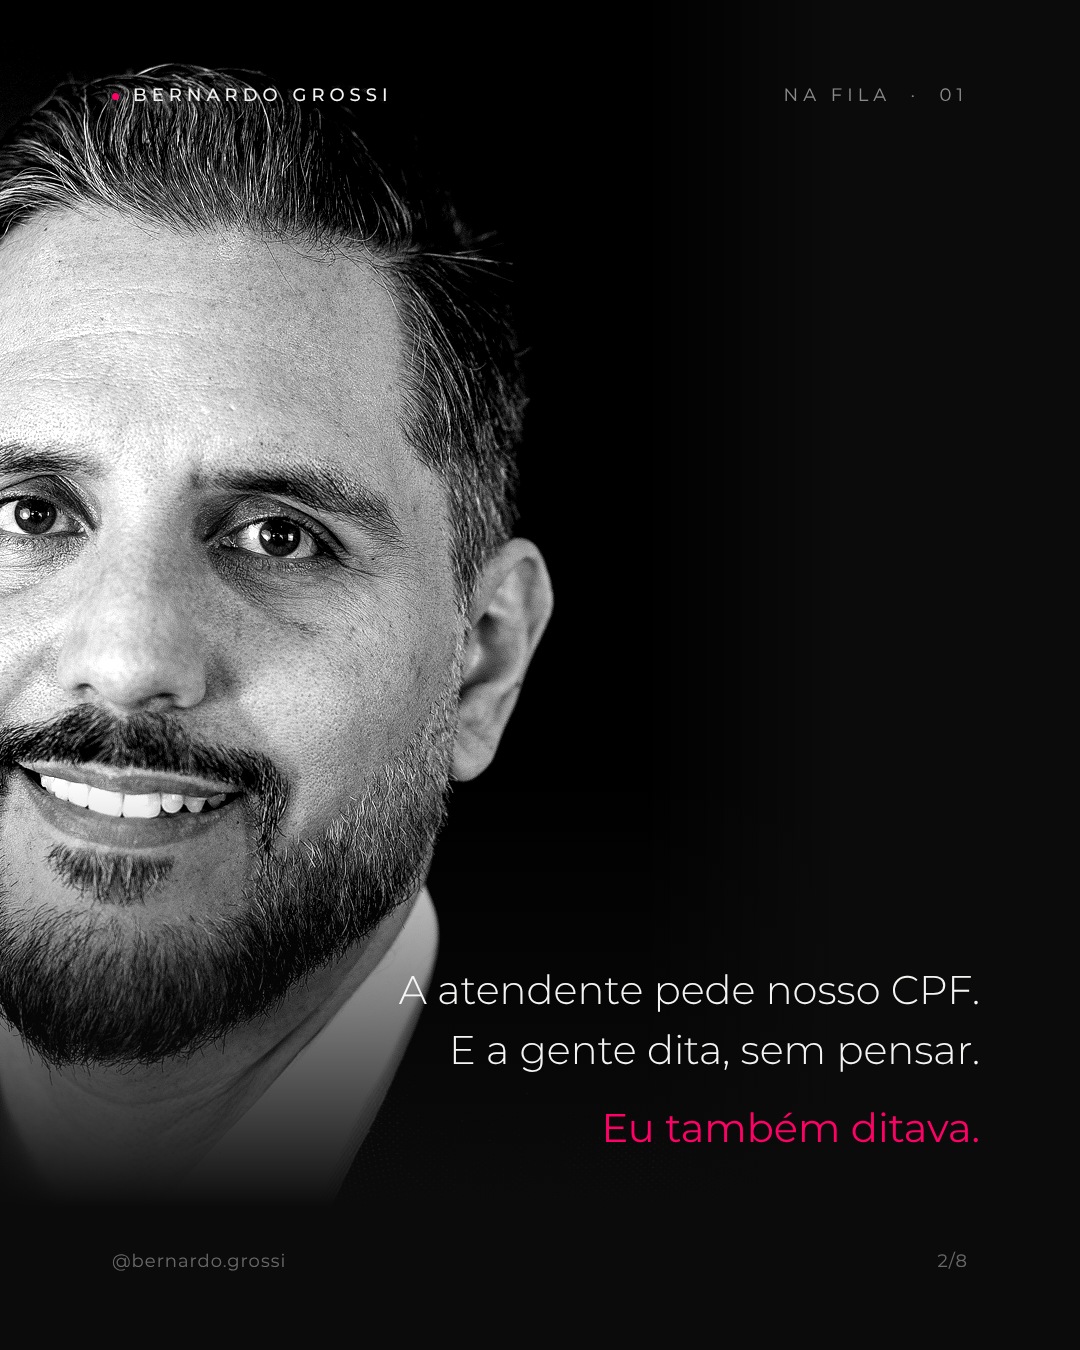 BERNARDO GROSSI
NA FILA · 01
A atendente pede nosso CPF.
E a gente dita, sem pensar.
Eu também ditava.
@bernardo.grossi
2/8